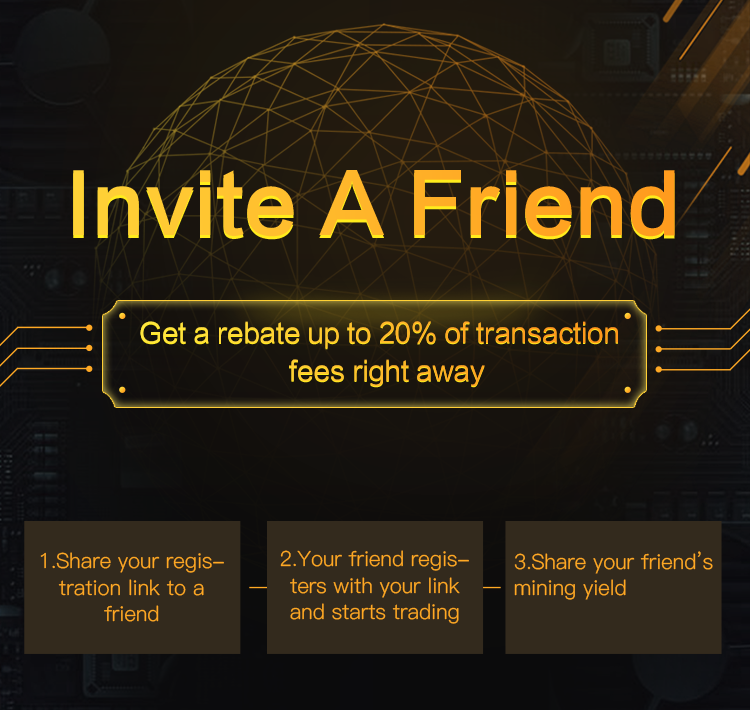 Invite A Friend
Get a rebate up to 20% of transaction
fees right away
1.Share your regis–
tration link to a
friend
2.Your friend regis–
ters with your link
and starts trading
3.Share your friend’s
mining yield